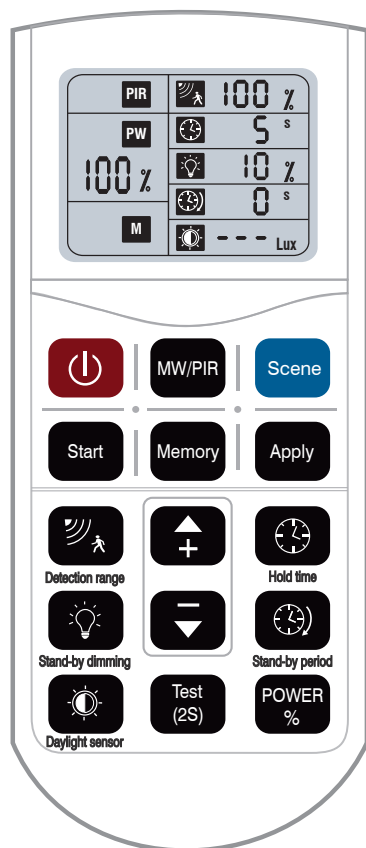 PIR
100 %
PW
5 s
100 %
10 %
0 s
M
--- Lux
MW/PIR
Scene
Start
Memory
Apply
+
Detection range
Hold time
−
Stand-by dimming
Stand-by period
Test
(2S)
POWER
%
Daylight sensor